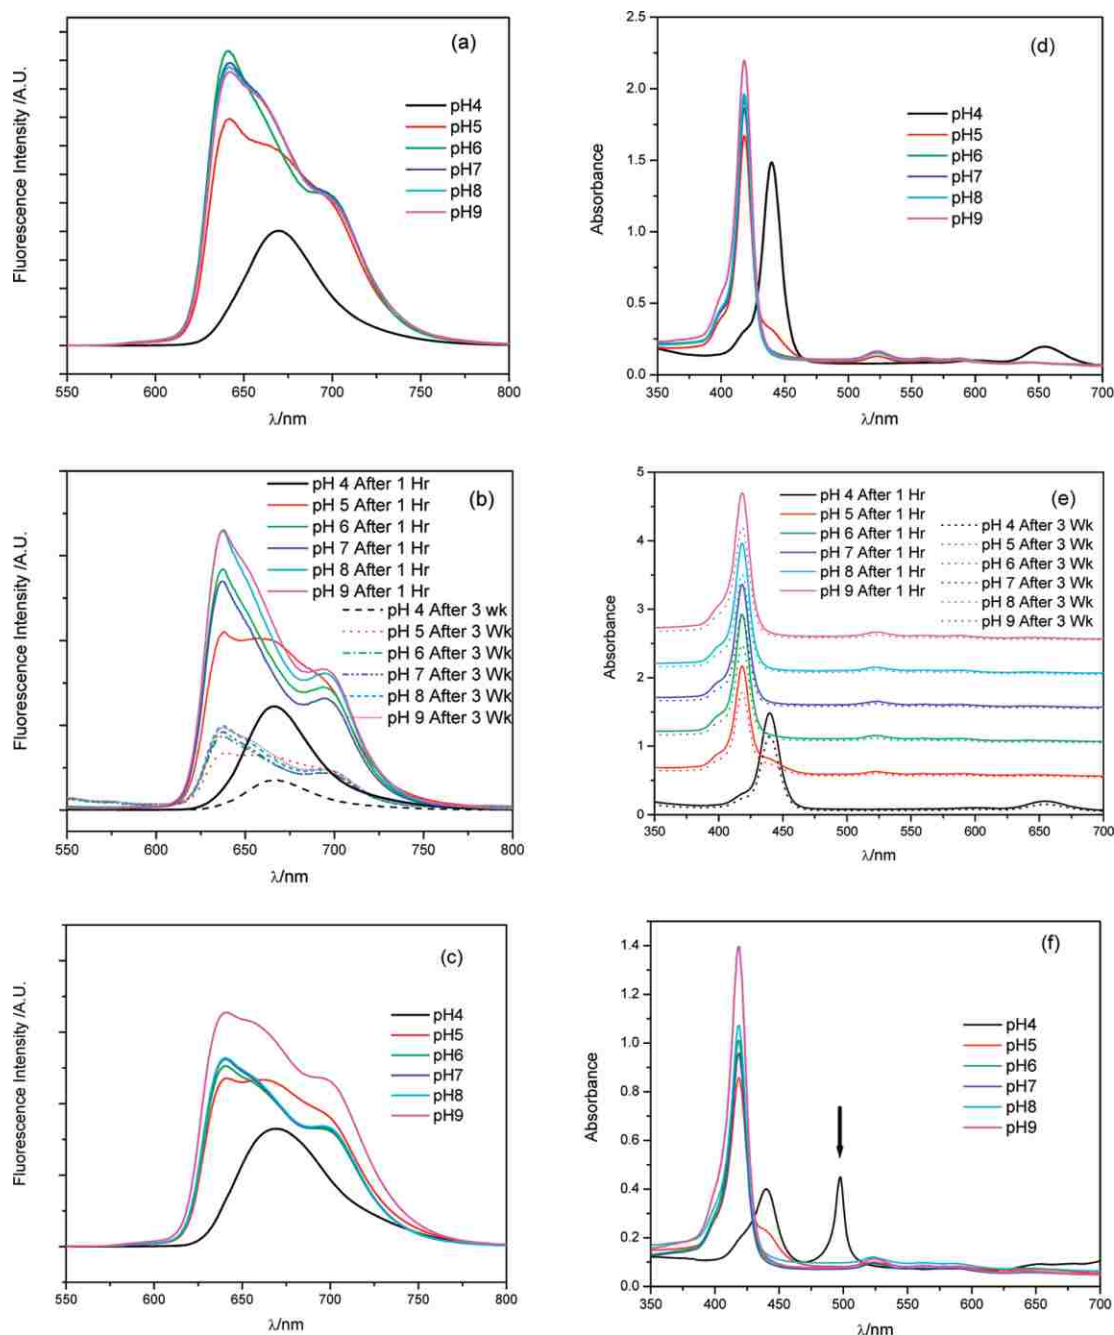 (a)
Fluorescence Intensity /A.U.
pH4
pH5
pH6
pH7
pH8
pH9
550 600 650 700 750 800
λ/nm
(d)
Absorbance
2.5
2.0
1.5
1.0
0.5
0.0
pH4
pH5
pH6
pH7
pH8
pH9
350 400 450 500 550 600 650 700
λ/nm
(b)
Fluorescence Intensity /A.U.
pH 4 After 1 Hr
pH 5 After 1 Hr
pH 6 After 1 Hr
pH 7 After 1 Hr
pH 8 After 1 Hr
pH 9 After 1 Hr
pH 4 After 3 wk
pH 5 After 3 Wk
pH 6 After 3 Wk
pH 7 After 3 Wk
pH 8 After 3 Wk
pH 9 After 3 Wk
550 600 650 700 750 800
λ/nm
(e)
Absorbance
5
4
3
2
1
0
pH 4 After 1 Hr
pH 5 After 1 Hr
pH 6 After 1 Hr
pH 7 After 1 Hr
pH 8 After 1 Hr
pH 9 After 1 Hr
pH 4 After 3 Wk
pH 5 After 3 Wk
pH 6 After 3 Wk
pH 7 After 3 Wk
pH 8 After 3 Wk
pH 9 After 3 Wk
350 400 450 500 550 600 650 700
λ/nm
(c)
Fluorescence Intensity /A.U.
pH4
pH5
pH6
pH7
pH8
pH9
550 600 650 700 750 800
λ/nm
(f)
Absorbance
1.4
1.2
1.0
0.8
0.6
0.4
0.2
0.0
pH4
pH5
pH6
pH7
pH8
pH9
350 400 450 500 550 600 650 700
λ/nm